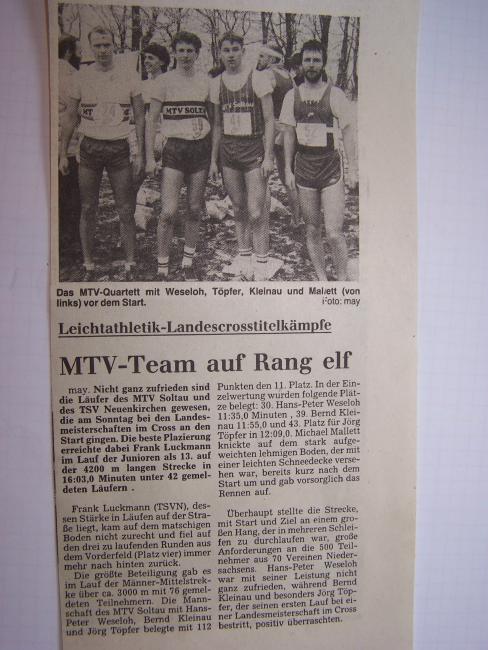 MTV SOLTAU
MTV Soltau
Das MTV-Quartett mit Weseloh, Töpfer, Kleinau und Mallett (von
links) vor dem Start. Foto: may
Leichtathletik-Landescrosstitelkämpfe
MTV-Team auf Rang elf
may. Nicht ganz zufrieden sind
die Läufer des MTV Soltau und
des TSV Neuenkirchen gewesen,
die am Sonntag bei den Landes-
meisterschaften im Cross an den
Start gingen. Die beste Plazierung
erreichte dabei Frank Luckmann
im Lauf der Junioren als 13. auf
der 4200 m langen Strecke in
16:03,0 Minuten unter 42 gemel-
deten Läufern .
Frank Luckmann (TSVN), des-
sen Stärke in Läufen auf der Stra-
ße liegt, kam auf dem matschigen
Boden nicht zurecht und fiel auf
den drei zu laufenden Runden aus
dem Vorderfeld (Platz vier) immer
mehr nach hinten zurück.
Die größte Beteiligung gab es
im Lauf der Männer-Mittelstrek-
ke über ca. 3000 m mit 76 gemel-
deten Teilnehmern. Die Mann-
schaft des MTV Soltau mit Hans-
Peter Weseloh, Bernd Kleinau
und Jörg Töpfer belegte mit 112
Punkten den 11. Platz. In der Ein-
zelwertung wurden folgende Plät-
ze belegt: 30. Hans-Peter Weseloh
11:35,0 Minuten , 39. Bernd Klei-
nau 11:55,0 und 43. Platz für Jörg
Töpfer in 12:09,0. Michael Mallett
knickte auf dem stark aufge-
weichten lehmigen Boden, der mit
einer leichten Schneedecke verse-
hen war, bereits kurz nach dem
Start um und gab vorsorglich das
Rennen auf.
Überhaupt stellte die Strecke,
mit Start und Ziel an einem gro-
ßen Hang, der in mehreren Schlei-
fen zu durchlaufen war, große
Anforderungen an die 500 Teil-
nehmer aus 70 Vereinen Nieder-
sachsens. Hans-Peter Weseloh
war mit seiner Leistung nicht
ganz zufrieden, während Bernd
Kleinau und besonders Jörg Töp-
fer, der seinen ersten Lauf bei ei-
ner Landesmeisterschaft im Cross
bestritt, positiv überraschten.